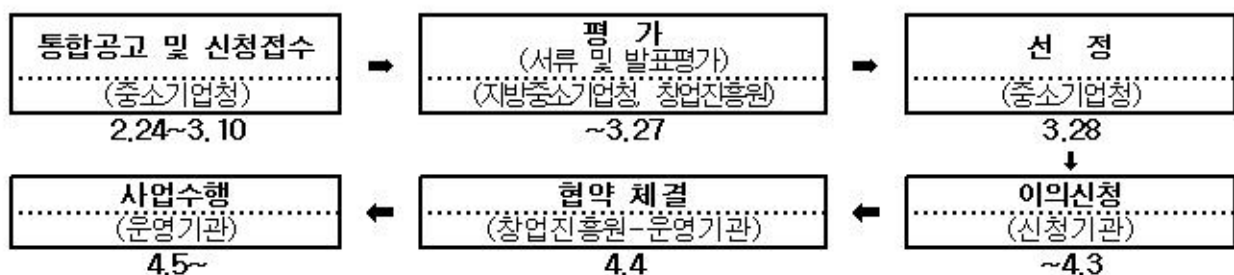 통합공고 및 신청접수
(중소기업청)
2.24~3.10
평 가
(서류 및 발표평가)
(지방중소기업청, 창업진흥원)
~3.27
선 정
(중소기업청)
3.28
이의신청
(신청기관)
~4.3
협약 체결
(창업진흥원-운영기관)
4.4
사업수행
(운영기관)
4.5~